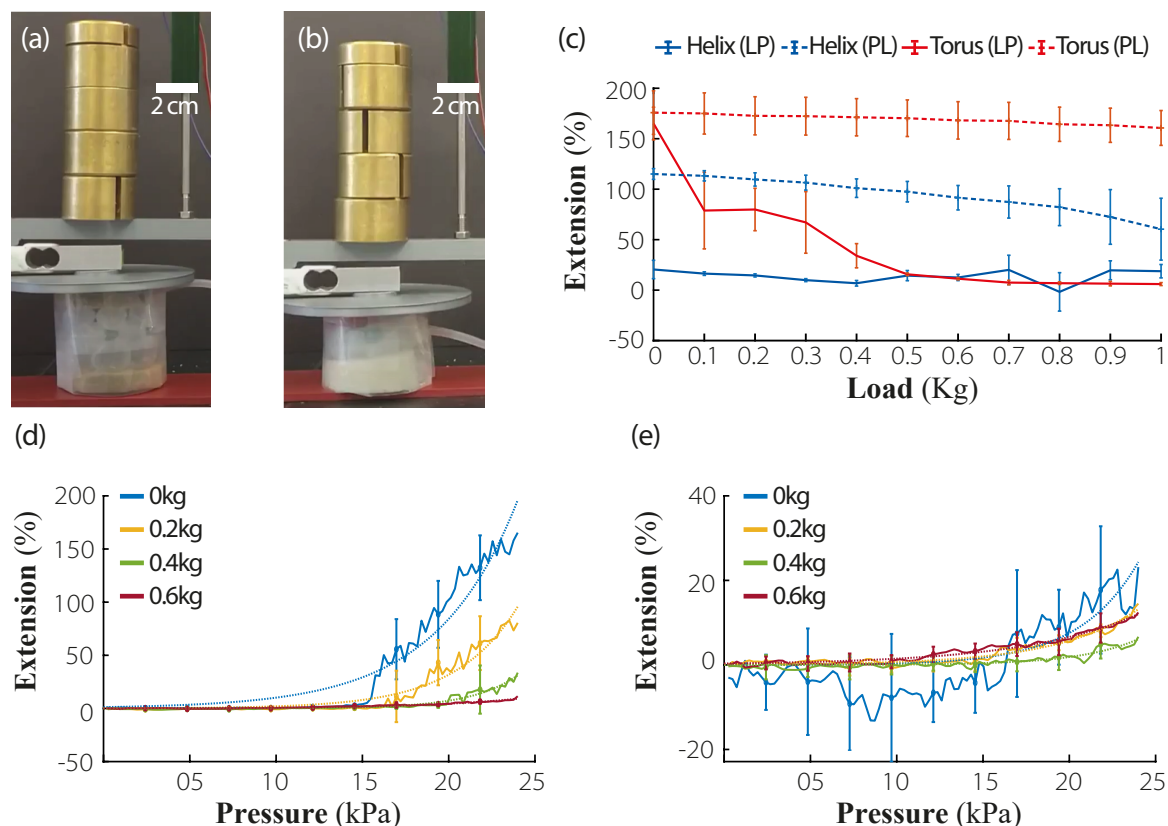 (a)
2 cm
(b)
2 cm
(c)
Helix (LP) Helix (PL) Torus (LP) Torus (PL)
Extension (%)
200
150
100
50
0
-50
0 0.1 0.2 0.3 0.4 0.5 0.6 0.7 0.8 0.9 1
Load (Kg)
(d)
Extension (%)
200
150
100
50
0
-50
0kg
0.2kg
0.4kg
0.6kg
05 10 15 20 25
Pressure (kPa)
(e)
Extension (%)
40
20
0
-20
0kg
0.2kg
0.4kg
0.6kg
05 10 15 20 25
Pressure (kPa)